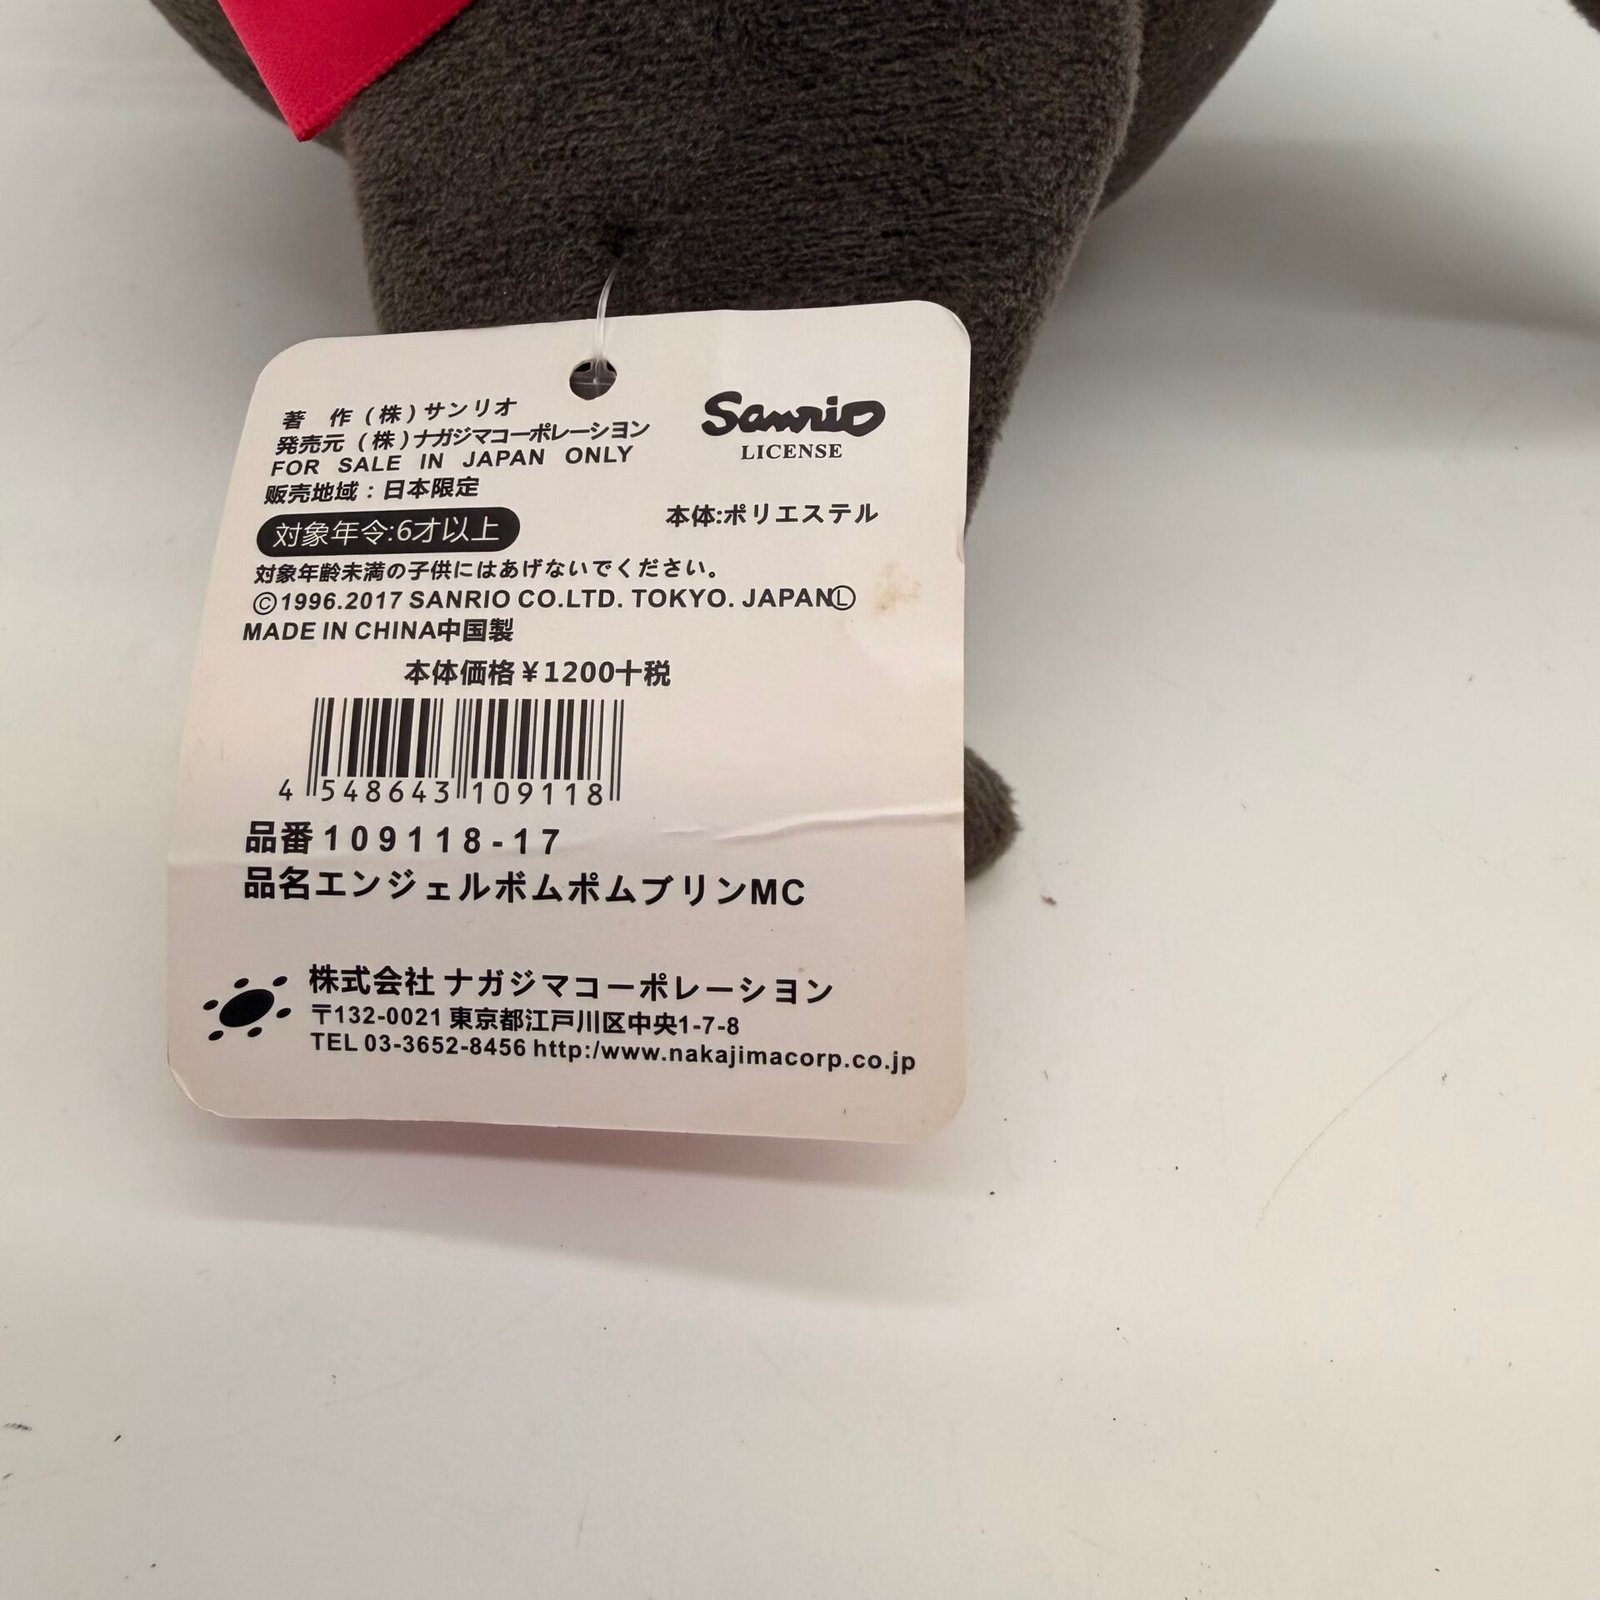 著　作(株)サンリオ
発売元(株)ナガジマコーポレーシヨン
FOR SALE IN JAPAN ONLY
販売地域：日本限定
対象年令:6才以上
Sanrio
LICENSE
本体:ポリエステル
対象年齢未満の子供にはあげないでください。
©1996.2017 SANRIO CO.LTD. TOKYO. JAPANⓁ
MADE IN CHINA中国製
本体価格¥1200十税
4 548643 109118
品番109118-17
品名エンジェルボムポムブリンMC
株式会社 ナガジマコーポレーシヨン
〒132-0021 東京都江戸川区中央1-7-8
TEL 03-3652-8456 http:/www.nakajimacorp.co.jp